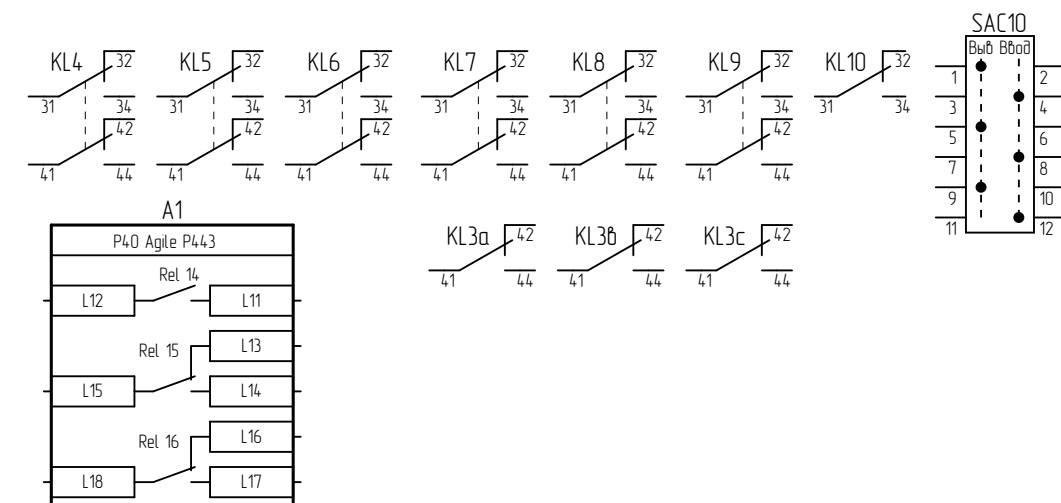 SAC10
Выв Ввод
KL4 32 KL5 32 KL6 32 KL7 32 KL8 32 KL9 32 KL10 32
31 34 31 34 31 34 31 34 31 34 31 34 31 34
42 42 42 42 42 42
41 44 41 44 41 44 41 44 41 44 41 44
1 2
3 4
5 6
7 8
9 10
11 12
A1
P40 Agile P443
Rel 14
L12 L11
Rel 15 L13
L15 L14
Rel 16 L16
L18 L17
KL3a 42 KL3в 42 KL3c 42
41 44 41 44 41 44